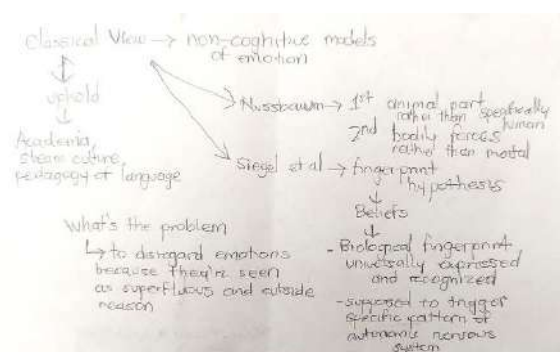 Classical View → non-cognitive models
of emotion
uphold
Academia,
steam culture,
pedagogy of language
Nussbaum → 1st animal part
rather than specifically
human
2nd bodily forces
rather than mental
Siegel et al → fingerprint
hypothesis
Beliefs
- Biological fingerprint,
universally expressed
and recognized
- supposed to trigger
specific pattern of
autonomic nervous
system
What's the problem
↳ to disregard emotions
because they're seen
as superfluous and outside
reason